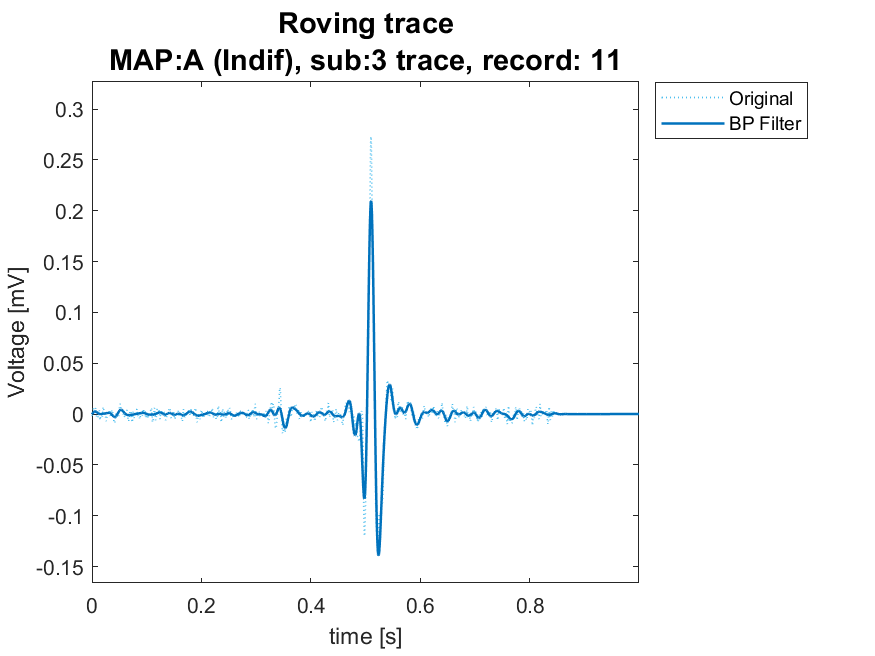 Roving trace
MAP:A (Indif), sub:3 trace, record: 11
Original
BP Filter
0.3
0.25
0.2
0.15
0.1
0.05
0
-0.05
-0.1
-0.15
Voltage [mV]
0
0.2
0.4
0.6
0.8
time [s]